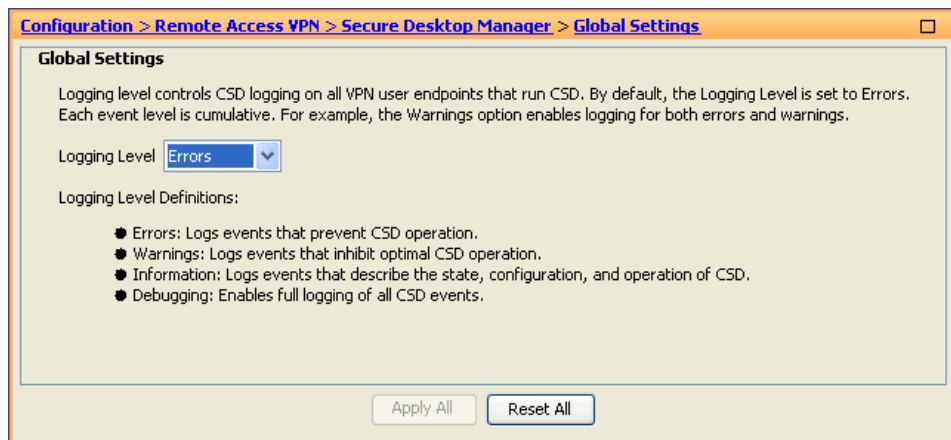 Configuration > Remote Access VPN > Secure Desktop Manager > Global Settings
Global Settings
Logging level controls CSD logging on all VPN user endpoints that run CSD. By default, the Logging Level is set to Errors.
Each event level is cumulative. For example, the Warnings option enables logging for both errors and warnings.
Logging Level Errors
Logging Level Definitions:
Errors: Logs events that prevent CSD operation.
Warnings: Logs events that inhibit optimal CSD operation.
Information: Logs events that describe the state, configuration, and operation of CSD.
Debugging: Enables full logging of all CSD events.
Apply All Reset All